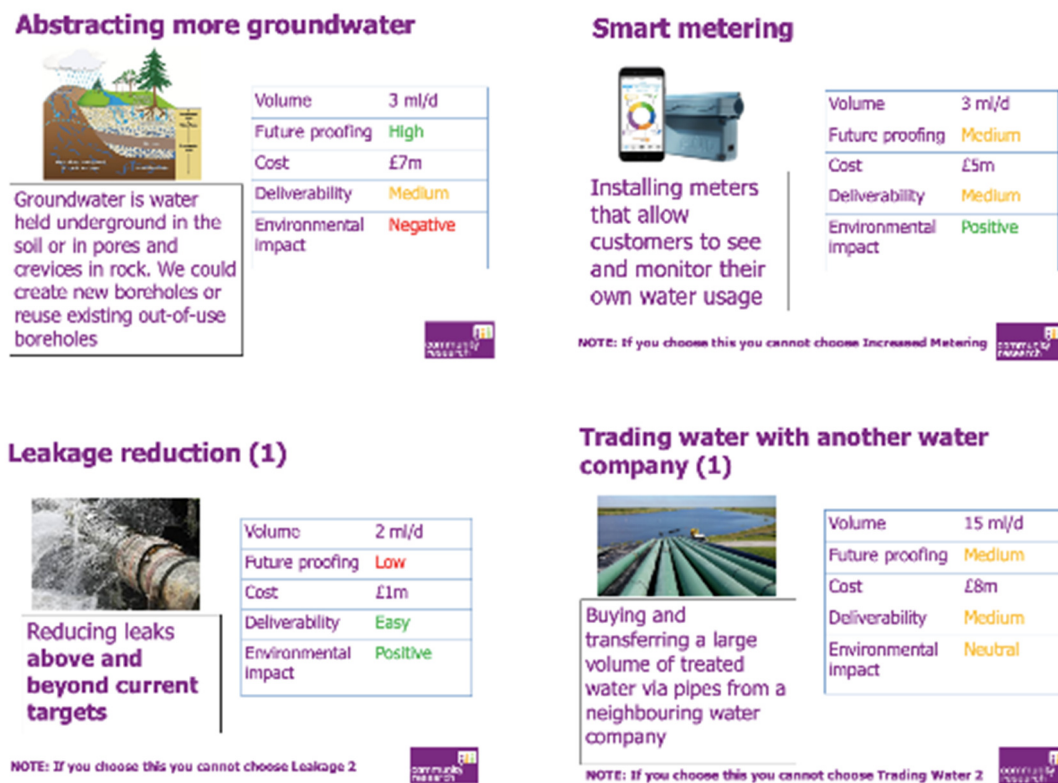 Abstracting more groundwater
Volume 3 ml/d
Future proofing High
Cost £7m
Deliverability Medium
Environmental Negative
impact
Groundwater is water
held underground in the
soil or in pores and
crevices in rock. We could
create new boreholes or
reuse existing out-of-use
boreholes
community
research
Smart metering
Volume 3 ml/d
Future proofing Medium
Cost £5m
Deliverability Medium
Environmental Positive
impact
Installing meters
that allow
customers to see
and monitor their
own water usage
NOTE: If you choose this you cannot choose Increased Metering
community
research
Leakage reduction (1)
Volume 2 ml/d
Future proofing Low
Cost £1m
Deliverability Easy
Environmental Positive
impact
Reducing leaks
above and
beyond current
targets
NOTE: If you choose this you cannot choose Leakage 2
community
research
Trading water with another water
company (1)
Volume 15 ml/d
Future proofing Medium
Cost £8m
Deliverability Medium
Environmental Neutral
impact
Buying and
transferring a large
volume of treated
water via pipes from a
neighbouring water
company
NOTE: If you choose this you cannot choose Trading Water 2
community
research